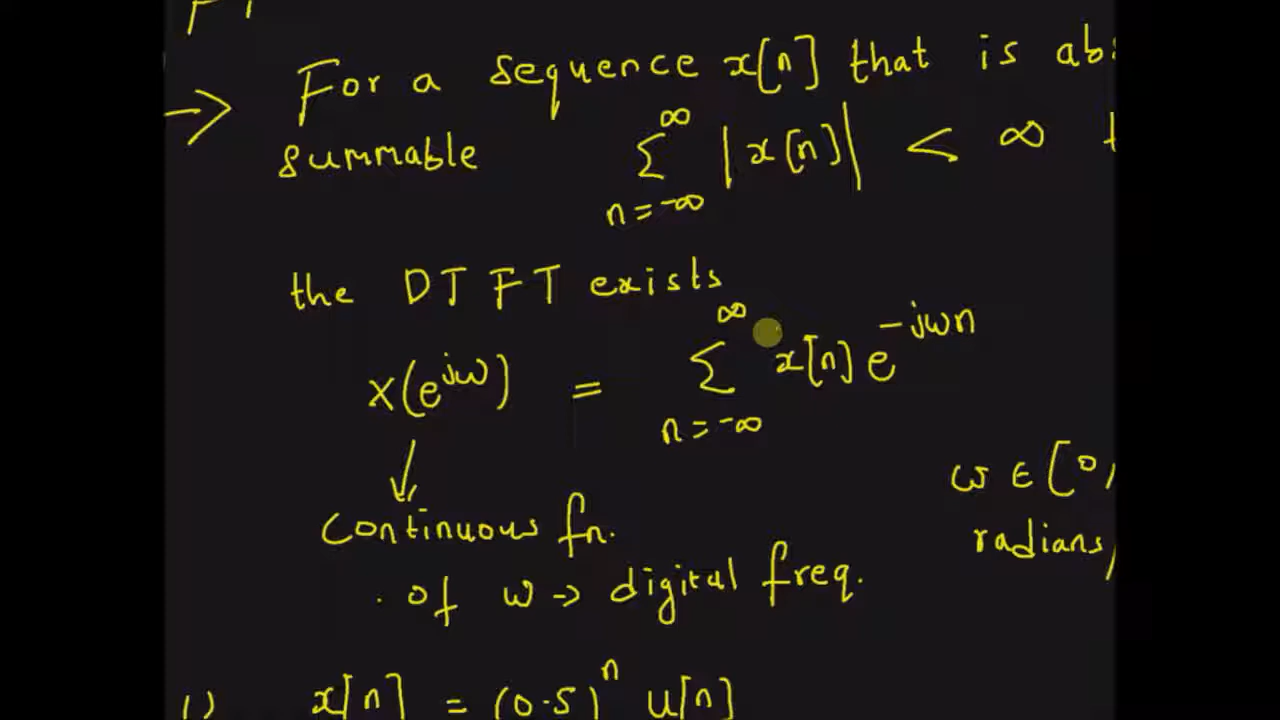 → For a sequence x[n] that is
summable ∑_{n=-∞}^{∞} |x[n]| < ∞
the DTFT exists
X(e^{jω}) = ∑_{n=-∞}^{∞} x[n] e^{-jωn}
ω ∈ [0,
radians/
continuous fn.
of ω → digital freq.
1) x[n] = (0.5)^n u[n]